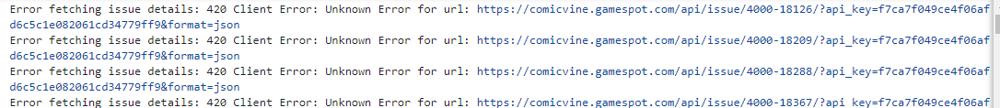 Error fetching issue details: 420 Client Error: Unknown Error for url: https://comicvine.gamespot.com/api/issue/4000-18126/?api_key=f7ca7f049ce4f06af
d6c5c1e082061cd34779ff9&format=json
Error fetching issue details: 420 Client Error: Unknown Error for url: https://comicvine.gamespot.com/api/issue/4000-18209/?api_key=f7ca7f049ce4f06af
d6c5c1e082061cd34779ff9&format=json
Error fetching issue details: 420 Client Error: Unknown Error for url: https://comicvine.gamespot.com/api/issue/4000-18288/?api_key=f7ca7f049ce4f06af
d6c5c1e082061cd34779ff9&format=json
Error fetching issue details: 420 Client Error: Unknown Error for url: https://comicvine.gamespot.com/api/issue/4000-18367/?api_key=f7ca7f049ce4f06af